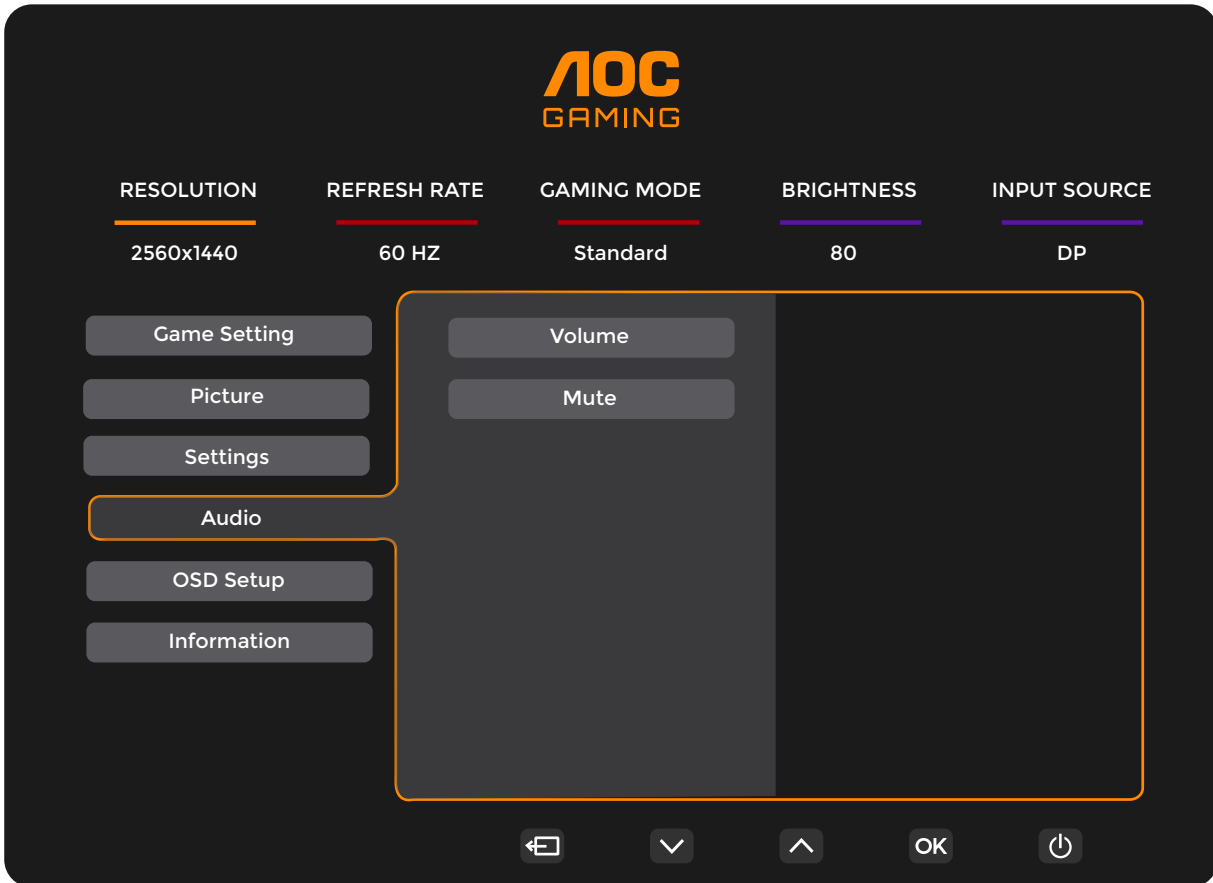 AOC
GAMING
RESOLUTION REFRESH RATE GAMING MODE BRIGHTNESS INPUT SOURCE
2560x1440 60 HZ Standard 80 DP
Game Setting Volume
Picture Mute
Settings
Audio
OSD Setup
Information
OK